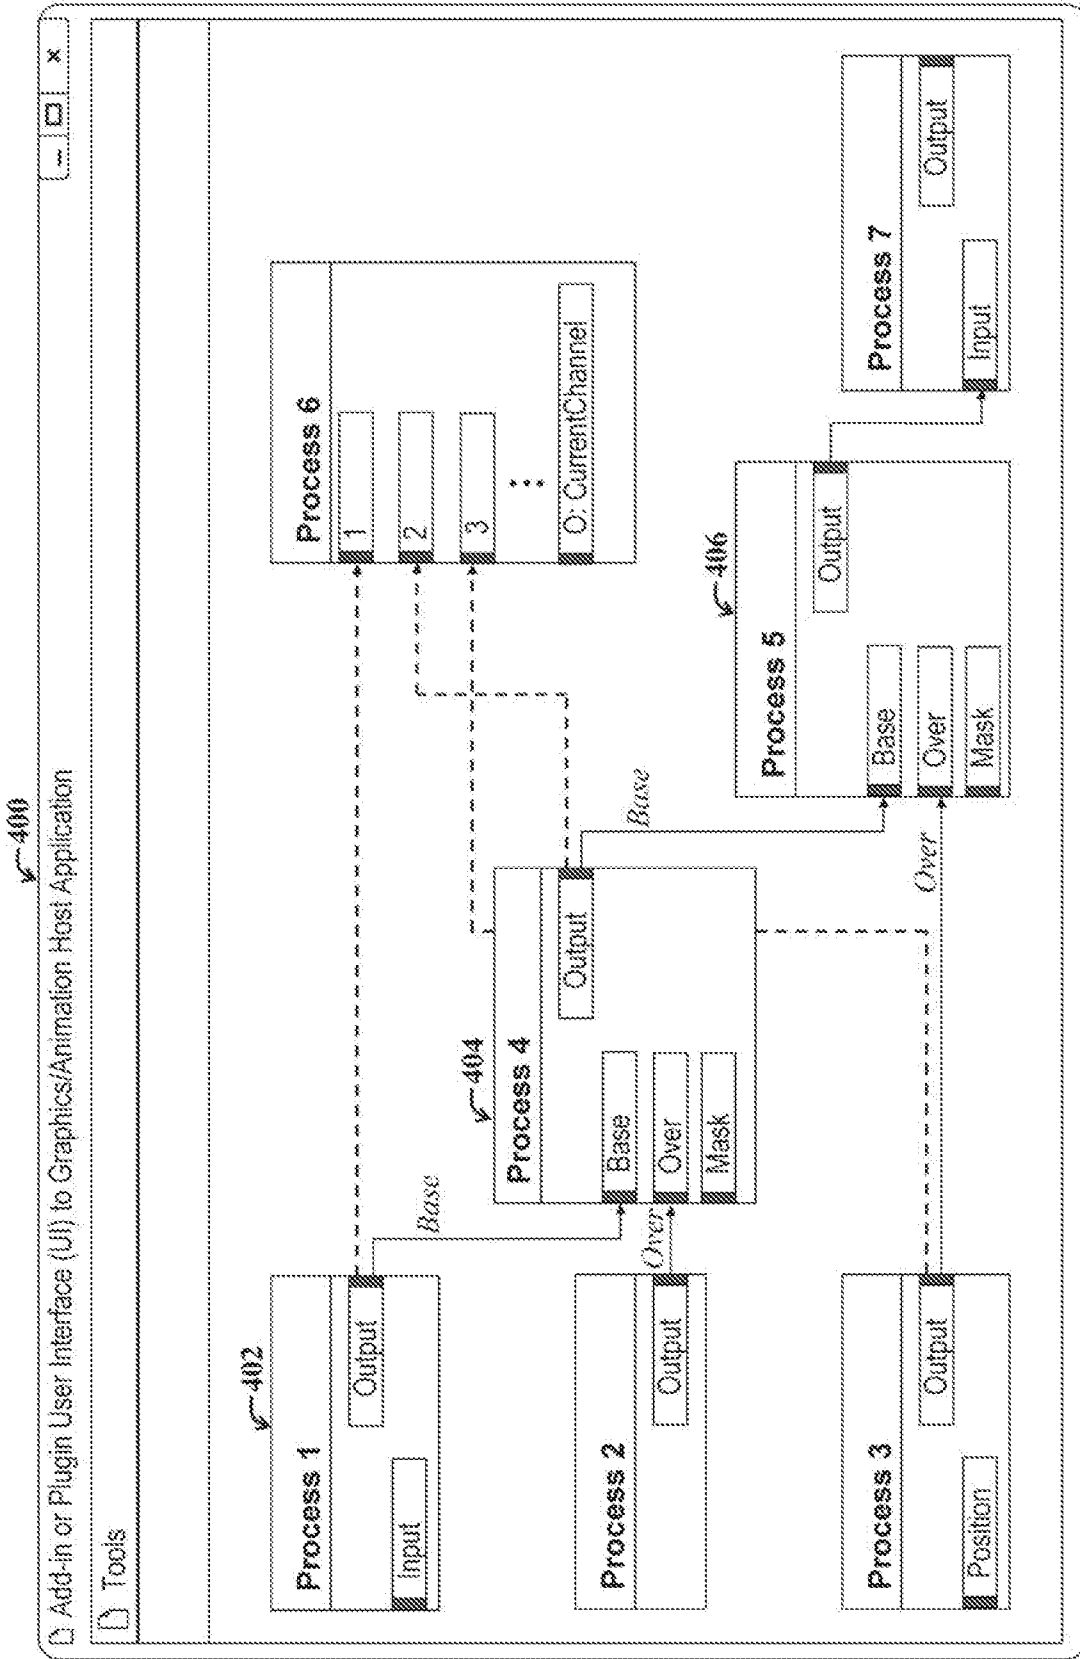 400
Add-in or Plugin User Interface (UI) to Graphics/Animation Host Application
Tools
402
Process 1
Input
Output
Base
Process 2
Output
Over
Process 3
Position
Output
Over
404
Process 4
Base
Over
Mask
Output
Base
406
Process 5
Base
Over
Mask
Output
Process 6
1
2
3
O: CurrentChannel
Process 7
Input
Output